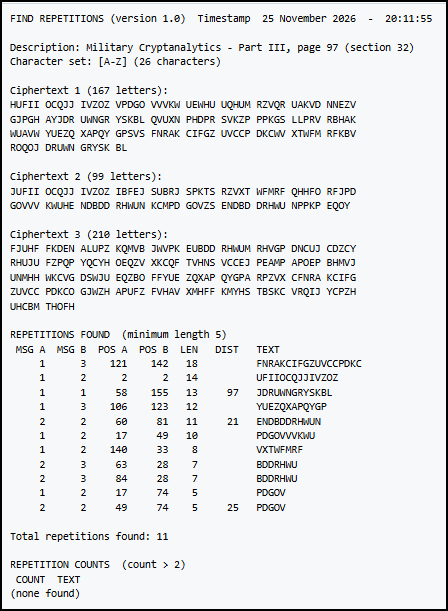 FIND REPETITIONS (version 1.0)  Timestamp  25 November 2026  -  20:11:55
Description: Military Cryptanalytics - Part III, page 97 (section 32)
Character set: [A-Z] (26 characters)
Ciphertext 1 (167 letters):
HUFII OCQJJ IVZOZ VPDGO VVVKW UEWHU UQHUM RZVQR UAKVD NNEZV
GJPGH AYJDR UWNGR YSKBL QVUXN PHDPR SVKZP PPKGS LLPRV RBHAK
WUAVW YUEZQ XAPQY GPSVS FNRAK CIFGZ UVCCP DKCWV XTWFM RFKBV
ROQOJ DRUWN GRYSK BL
Ciphertext 2 (99 letters):
JUFII OCQJJ IVZOZ IBFEJ SUBRJ SPKTS RZVXT WFMRF QHHFO RFJPD
GOVVV KWUHE NDBDD RHWUN KCMPD GOVZS ENDBD DRHWU NPPKP EQOY
Ciphertext 3 (210 letters):
FJUHF FKDEN ALUPZ KQMVB JWVPK EUBDD RHWUM RHVGP DNCUJ CDZCY
RHUJU FZPQP YQCYH OEQZV XKCQF TVHNS VCCEJ PEAMP APOEP BHMVJ
UNMHH WKCVG DSWJU EQZBO FFYUE ZQXAP QYGPA RPZVX CFNRA KCIFG
ZUVCC PDKCO GJWZH APUFZ FVHAV XMHFF KMYHS TBSKC VRQIJ YCPZH
UHCBM THOFH
REPETITIONS FOUND  (minimum length 5)
MSG A  MSG B  POS A  POS B  LEN  DIST  TEXT
1  3  121  142  18  FNRAKCIFGZUVCCPDKC
1  2  2  2  14  UFIIOCQJJIVZOZ
1  1  58  155  13  97  JDRUWNGRYSKBL
1  3  106  123  12  YUEZQXAPQYGP
2  2  60  81  11  21  ENDBDDRHWUN
1  2  17  49  10  PDGOVVVKWU
1  2  140  33  8  VXTWFMRF
2  3  63  28  7  BDDRHWU
2  3  84  28  7  BDDRHWU
1  2  17  74  5  PDGOV
2  2  49  74  5  25  PDGOV
Total repetitions found: 11
REPETITION COUNTS  (count > 2)
COUNT  TEXT
(none found)